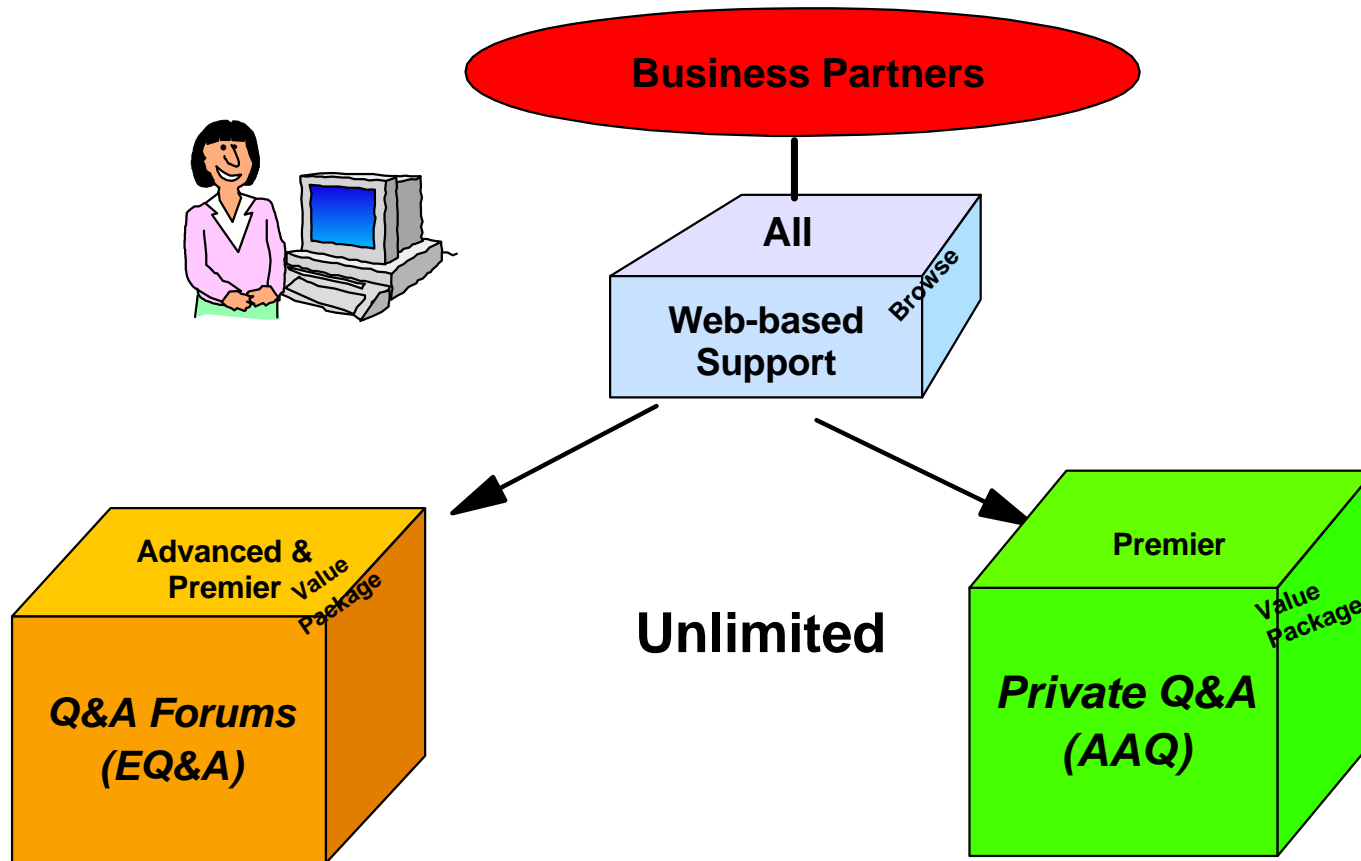 Business Partners
All
Browse
Web-based
Support
Advanced &
Premier
Value
Package
Q&A Forums
(EQ&A)
Unlimited
Premier
Value
Package
Private Q&A
(AAQ)